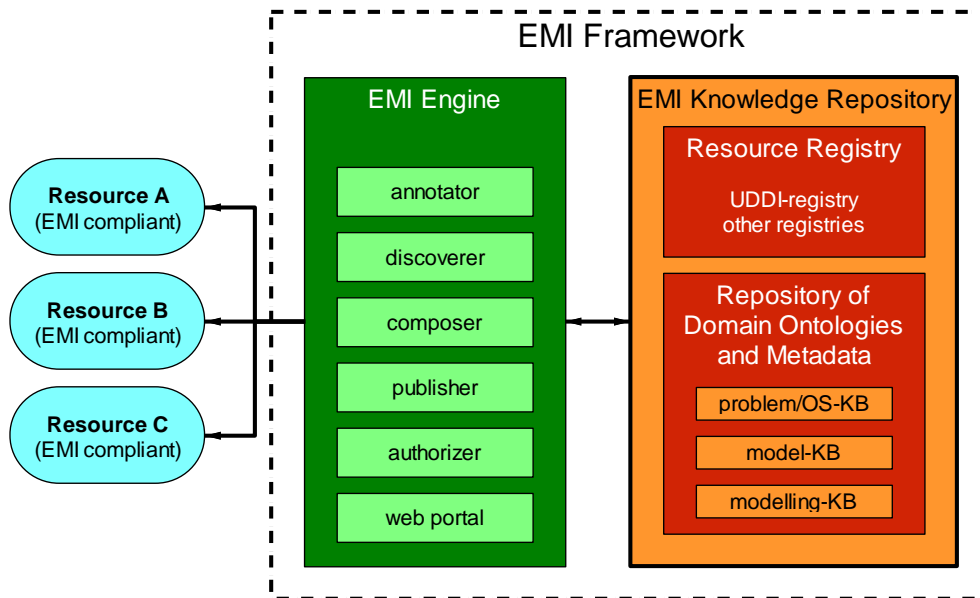 EMI Framework
EMI Engine
annotator
discoverer
composer
publisher
authorizer
web portal
EMI Knowledge Repository
Resource Registry
UDDI-registry
other registries
Repository of
Domain Ontologies
and Metadata
problem/OS-KB
model-KB
modelling-KB
Resource A
(EMI compliant)
Resource B
(EMI compliant)
Resource C
(EMI compliant)